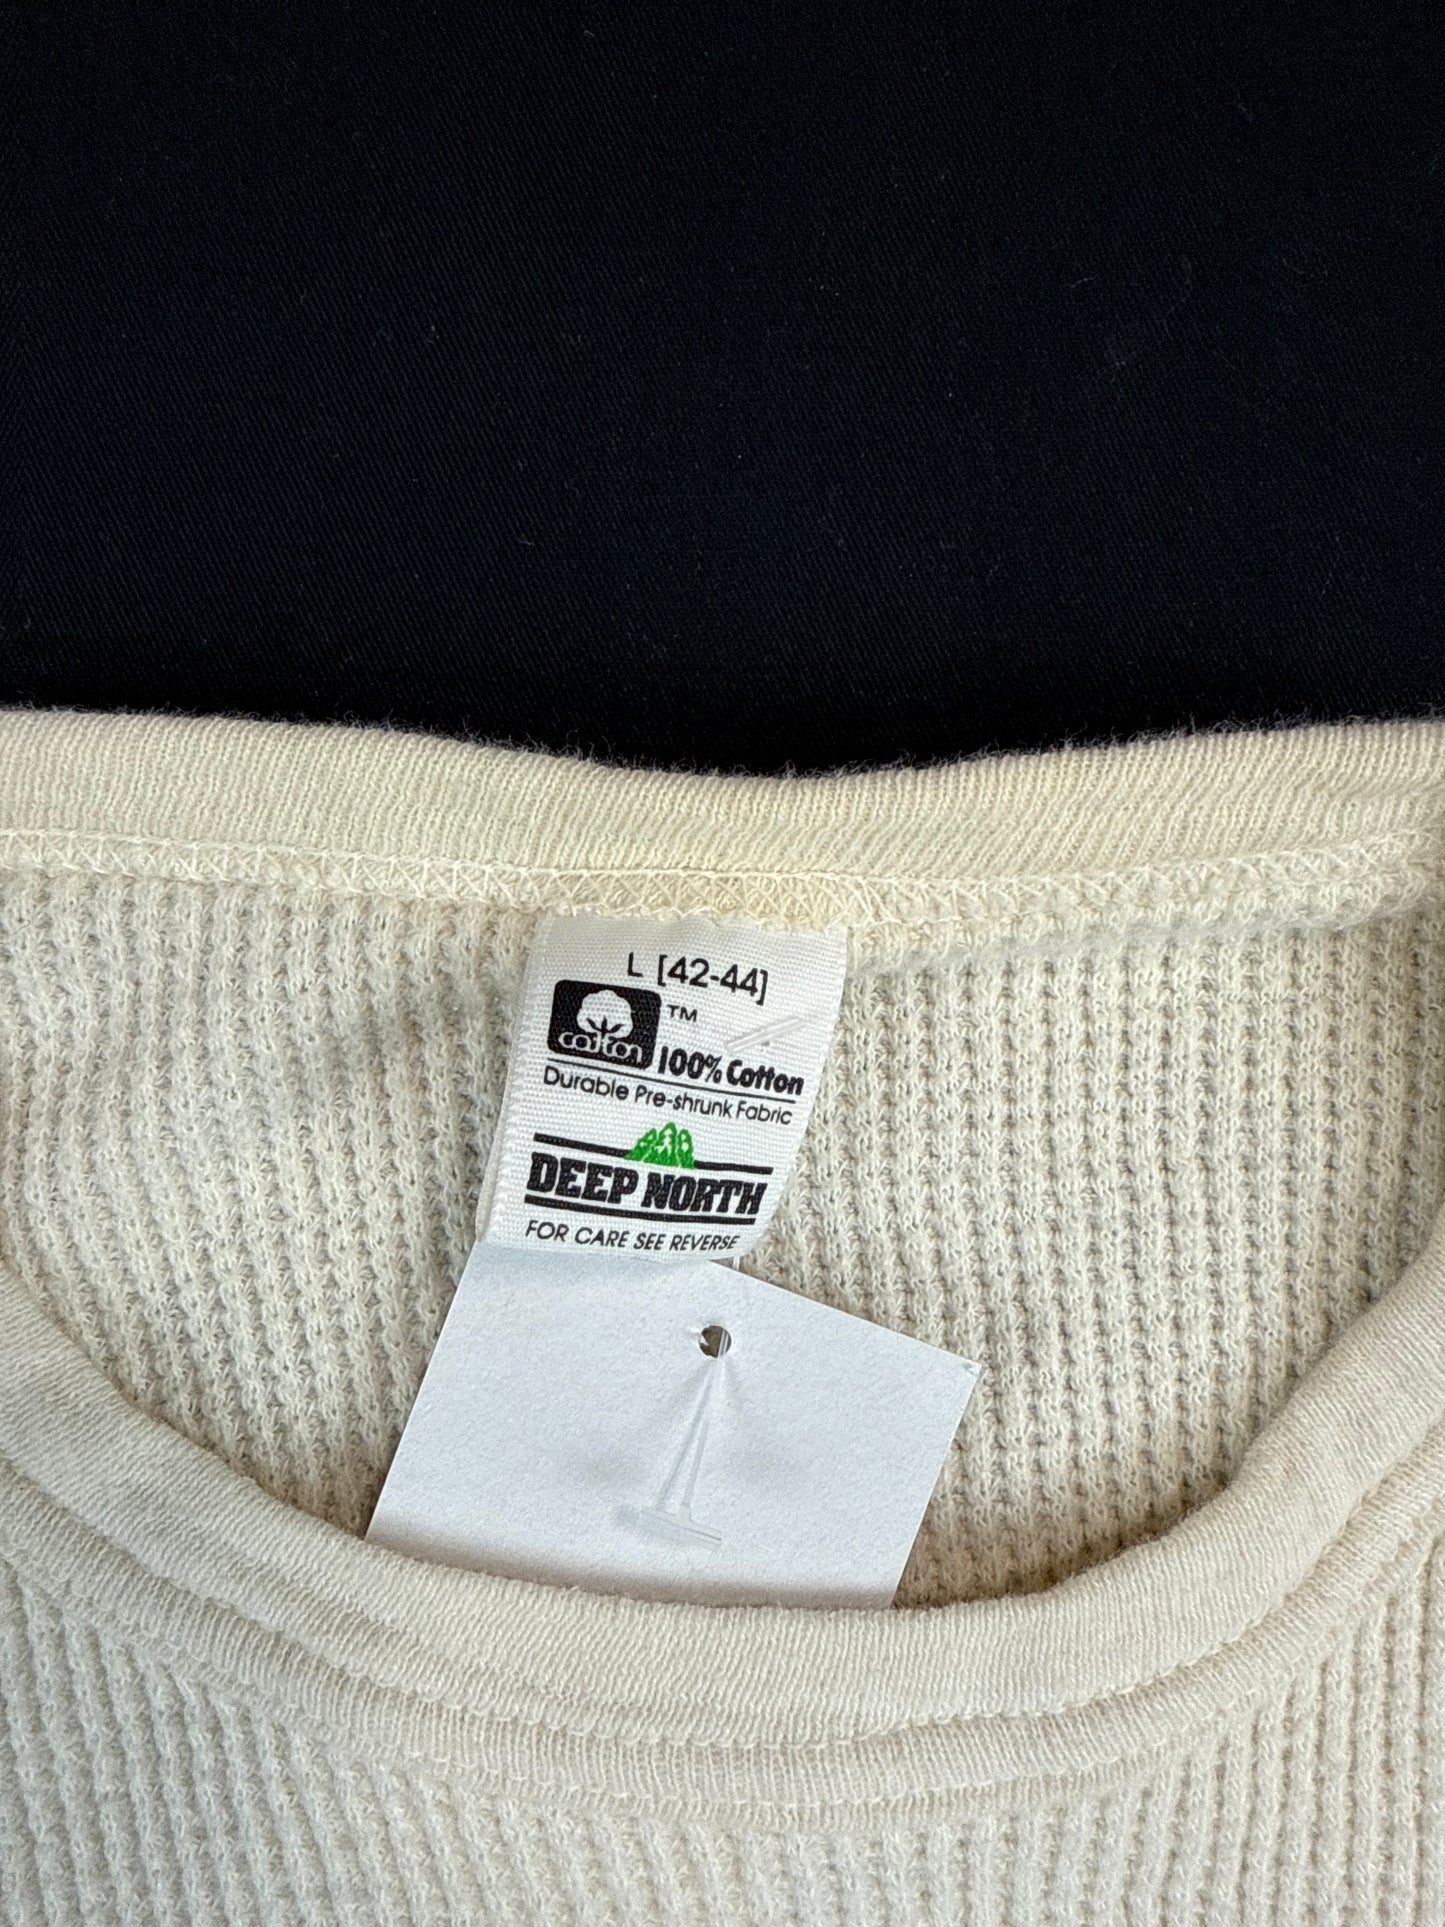 L [42-44]
cotton ™
100% Cotton
Durable Pre-shrunk Fabric
DEEP NORTH
FOR CARE SEE REVERSE